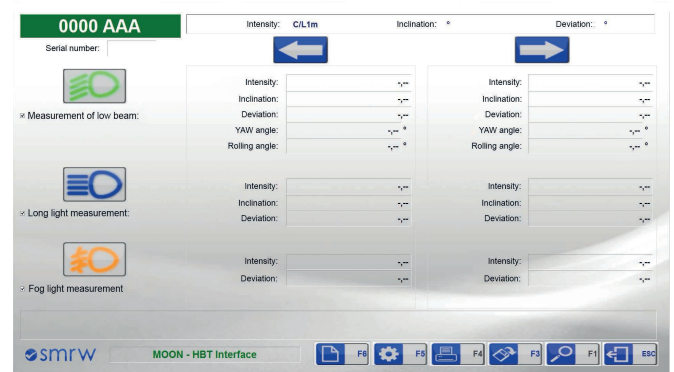 0000 AAA
Intensity: C/L1m Inclination: º Deviation: º
Serial number:
Intensity: -,-- Intensity: -,--
Inclination: -,-- Inclination: -,--
Measurement of low beam: Deviation: -,-- Deviation: -,--
YAW angle: -,-- º YAW angle: -,-- º
Rolling angle: -,-- º Rolling angle: -,-- º
Intensity: -,-- Intensity: -,--
Inclination: -,-- Inclination: -,--
Long light measurement: Deviation: -,-- Deviation: -,--
Intensity: -,-- Intensity: -,--
Deviation: -,-- Deviation: -,--
Fog light measurement
smrw MOON - HBT Interface F6 F5 F4 F3 F1 ESC